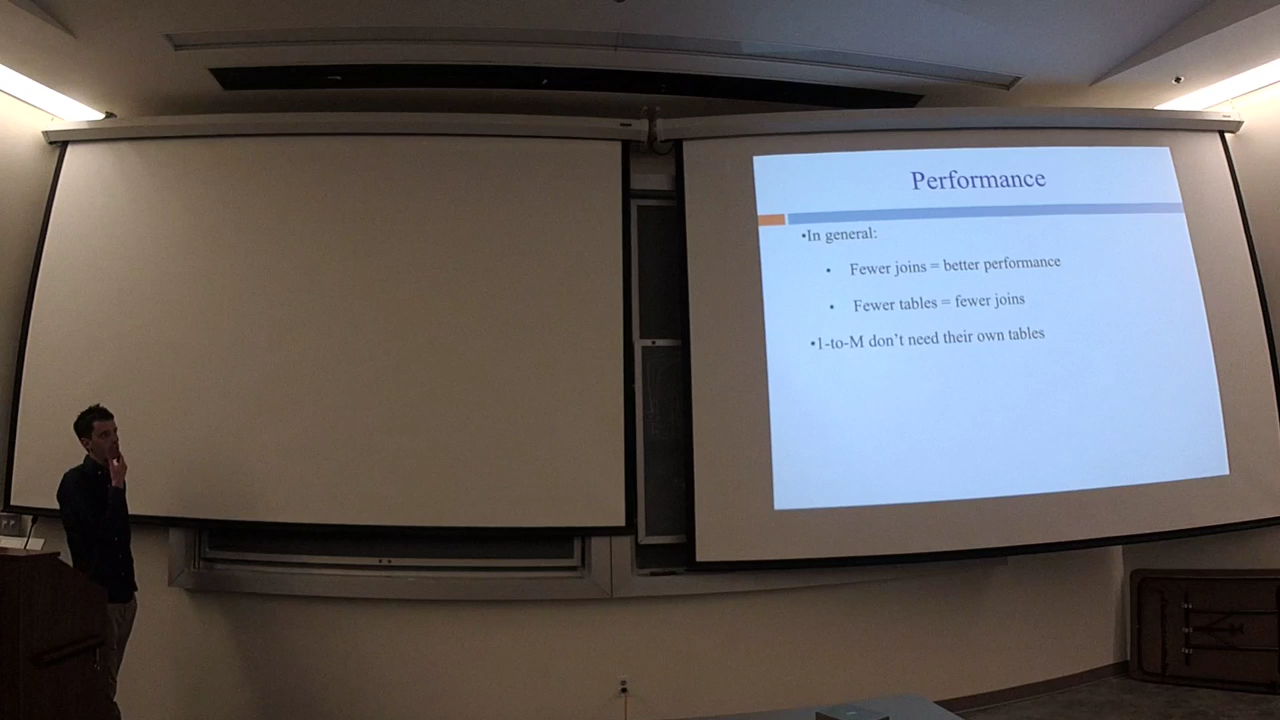 Performance
•In general:
• Fewer joins = better performance
• Fewer tables = fewer joins
•1-to-M don't need their own tables